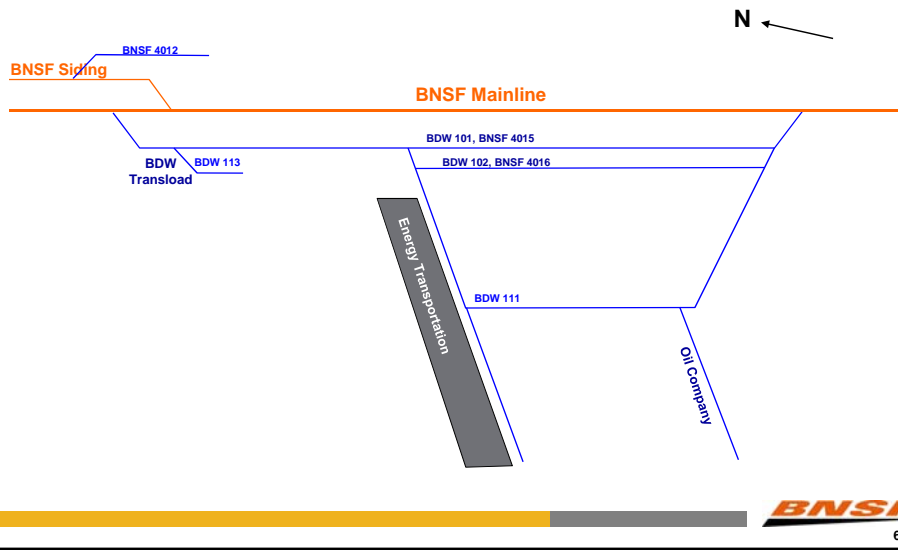 N
BNSF 4012
BNSF Siding
BNSF Mainline
BDW 101, BNSF 4015
BDW
Transload
BDW 113
BDW 102, BNSF 4016
Energy Transportation
BDW 111
Oil Company
BNSF
6